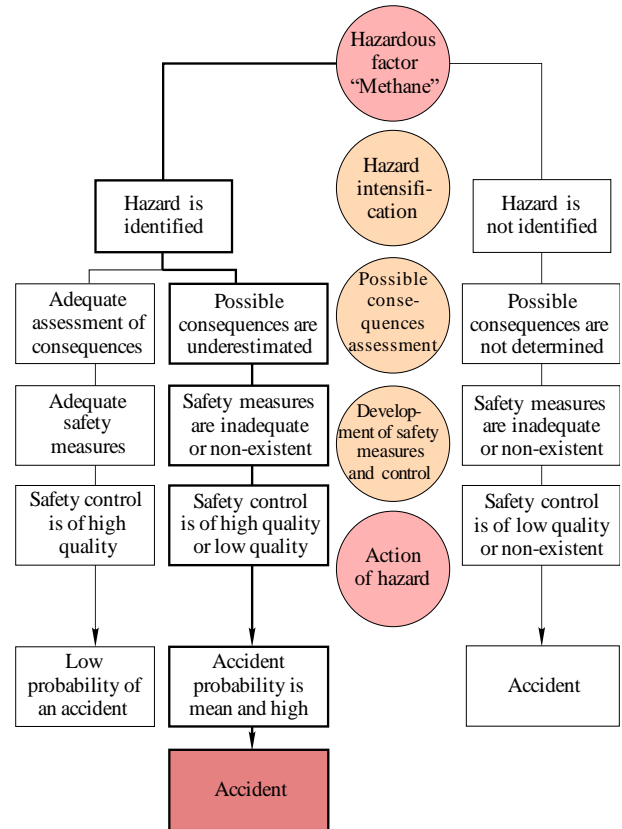 Hazardous
factor
“Methane”
Hazard
intensifi-
cation
Hazard is
identified
Hazard is
not identified
Possible
conse-
quences
assessment
Adequate
assessment of
consequences
Possible
consequences are
underestimated
Possible
consequences are
not determined
Adequate
safety
measures
Safety measures
are inadequate
or non-existent
Develop-
ment of safety
measures
and control
Safety measures
are inadequate
or non-existent
Safety control
is of high
quality
Safety control
is of high quality
or low quality
Safety control
is of low quality
or non-existent
Action
of hazard
Low
probability of
an accident
Accident
probability is
mean and high
Accident
Accident